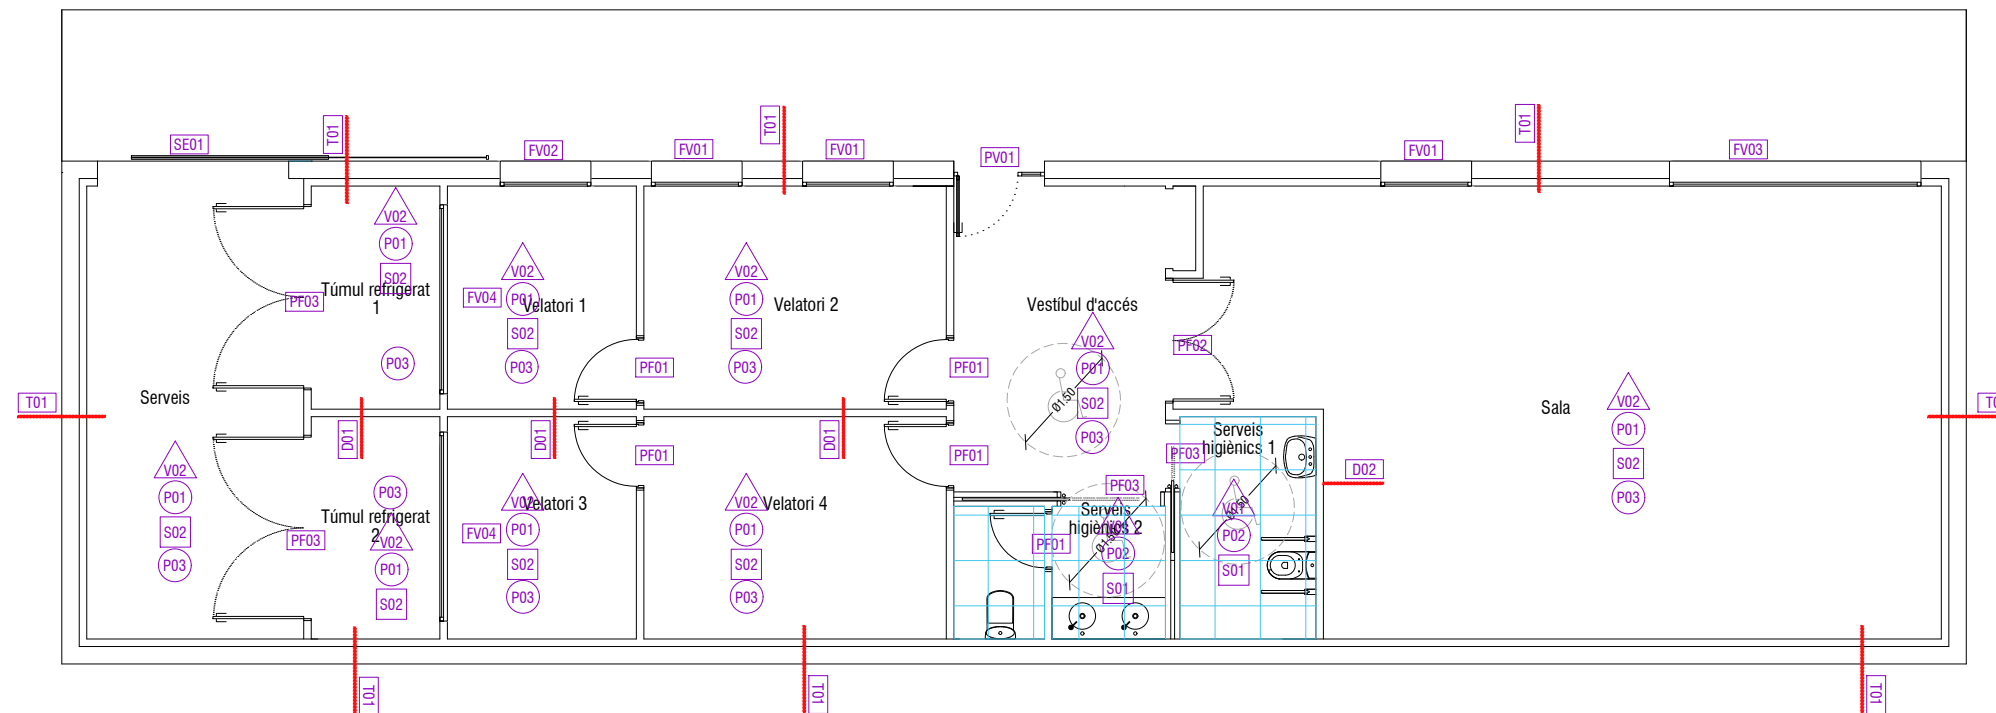 SE01
T01
FV02
FV01
T01
FV01
PV01
T01
FV01
FV03
V02
P01
S02
Túmul refrigerat
1
PF03
P03
V02
FV04
P01
Velatori 1
S02
P03
PF01
V02
P01
Velatori 2
S02
P03
PF01
Vestíbul d'accés
V02
P01
Ø1.50
S02
P03
PF02
Serveis
T01
Sala
V02
P01
S02
P03
D01
D01
D01
PF01
PF01
PF03
Serveis
higiènics 1
D02
V02
P01
S02
P03
P03
Túmul refrigerat
2
V02
PF03
P01
S02
V02
Velatori 3
FV04
P01
S02
P03
V02
Velatori 4
P01
S02
P03
PF03
Serveis
higiènics 2
PF01
P02
S01
P02
S01
T01
T01
T01